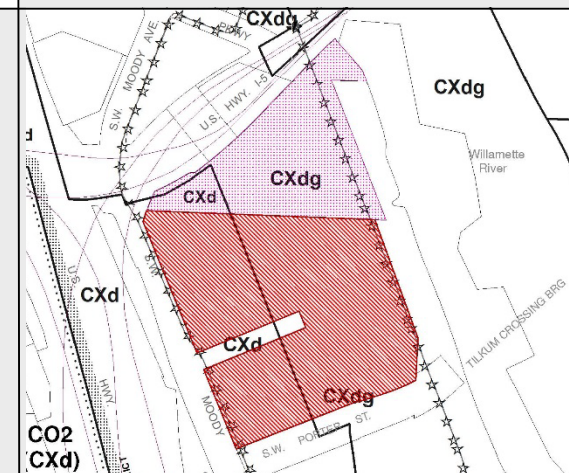 CXdg
PKWY
S.W. MOODY AVE.
U.S. HWY. I-5
CXdg
d
Willamette
River
CXdg
CXd
S.W.
U.S.
CXd
TILKUM CROSSING BRG
CXd
HWY
CXdg
MOODY
S.W. PORTER ST.
CO2
(CXd)